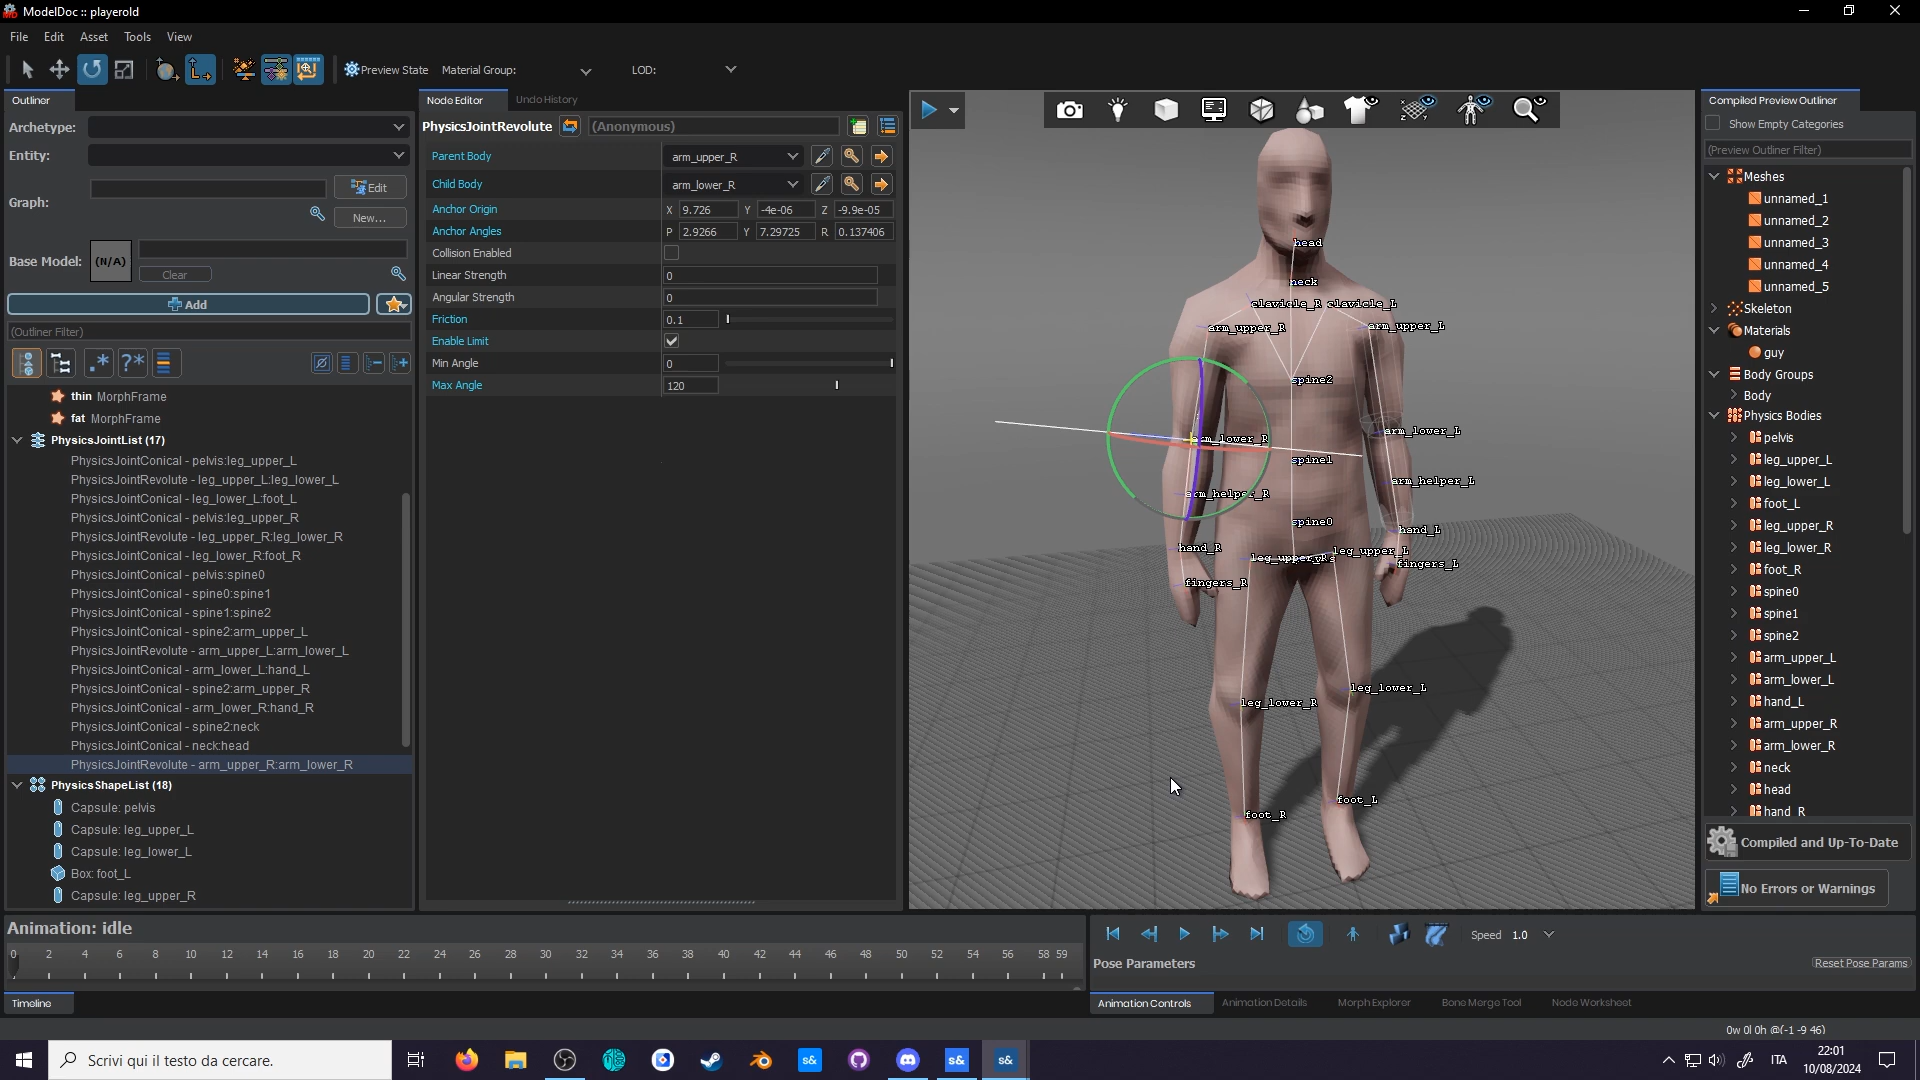 ModelDoc :: playerold
File Edit Asset Tools View
Preview State Material Group: LOD:
Outliner
Archetype:
Entity:
Graph:
Edit
New...
Base Model: (N/A)
Clear
Add
(Outliner Filter)
thin MorphFrame
fat MorphFrame
PhysicsJointList (17)
PhysicsJointConical - pelvis:leg_upper_L
PhysicsJointRevolute - leg_upper_L:leg_lower_L
PhysicsJointConical - leg_lower_L:foot_L
PhysicsJointConical - pelvis:leg_upper_R
PhysicsJointRevolute - leg_upper_R:leg_lower_R
PhysicsJointConical - leg_lower_R:foot_R
PhysicsJointConical - pelvis:spine0
PhysicsJointConical - spine0:spine1
PhysicsJointConical - spine1:spine2
PhysicsJointConical - spine2:arm_upper_L
PhysicsJointRevolute - arm_upper_L:arm_lower_L
PhysicsJointConical - arm_lower_L:hand_L
PhysicsJointConical - spine2:arm_upper_R
PhysicsJointConical - arm_lower_R:hand_R
PhysicsJointConical - spine2:neck
PhysicsJointConical - neck:head
PhysicsJointRevolute - arm_upper_R:arm_lower_R
PhysicsShapeList (18)
Capsule: pelvis
Capsule: leg_upper_L
Capsule: leg_lower_L
Box: foot_L
Capsule: leg_upper_R
Node Editor Undo History
PhysicsJointRevolute (Anonymous)
Parent Body arm_upper_R
Child Body arm_lower_R
Anchor Origin X 9.726 Y -4e-06 Z -9.9e-05
Anchor Angles P 2.9266 Y 7.29725 R 0.137406
Collision Enabled
Linear Strength 0
Angular Strength 0
Friction 0.1
Enable Limit
Min Angle 0
Max Angle 120
head
neck
clavicle_R clavicle_L
arm_upper_R arm_upper_L
spine2
arm_lower_R arm_lower_L
spine1
arm_helper_L
arm_helper_R
spine0
hand_L
hand_R
leg_upper_R leg_upper_L
fingers_L
fingers_R
leg_lower_L
leg_lower_R
foot_L
foot_R
Compiled Preview Outliner
Show Empty Categories
(Preview Outliner Filter)
Meshes
unnamed_1
unnamed_2
unnamed_3
unnamed_4
unnamed_5
Skeleton
Materials
guy
Body Groups
Body
Physics Bodies
pelvis
leg_upper_L
leg_lower_L
foot_L
leg_upper_R
leg_lower_R
foot_R
spine0
spine1
spine2
arm_upper_L
arm_lower_L
hand_L
arm_upper_R
arm_lower_R
neck
head
hand_R
Compiled and Up-To-Date
No Errors or Warnings
Animation: idle
0 2 4 6 8 10 12 14 16 18 20 22 24 26 28 30 32 34 36 38 40 42 44 46 48 50 52 54 56 58 59
Timeline
Speed 1.0
Pose Parameters
Reset Pose Params
Animation Controls Animation Details Morph Explorer Bone Merge Tool Node Worksheet
0w 0l 0h @(-1 -9 46)
Scrivi qui il testo da cercare.
s& s& s&
ITA
22:01
10/08/2024